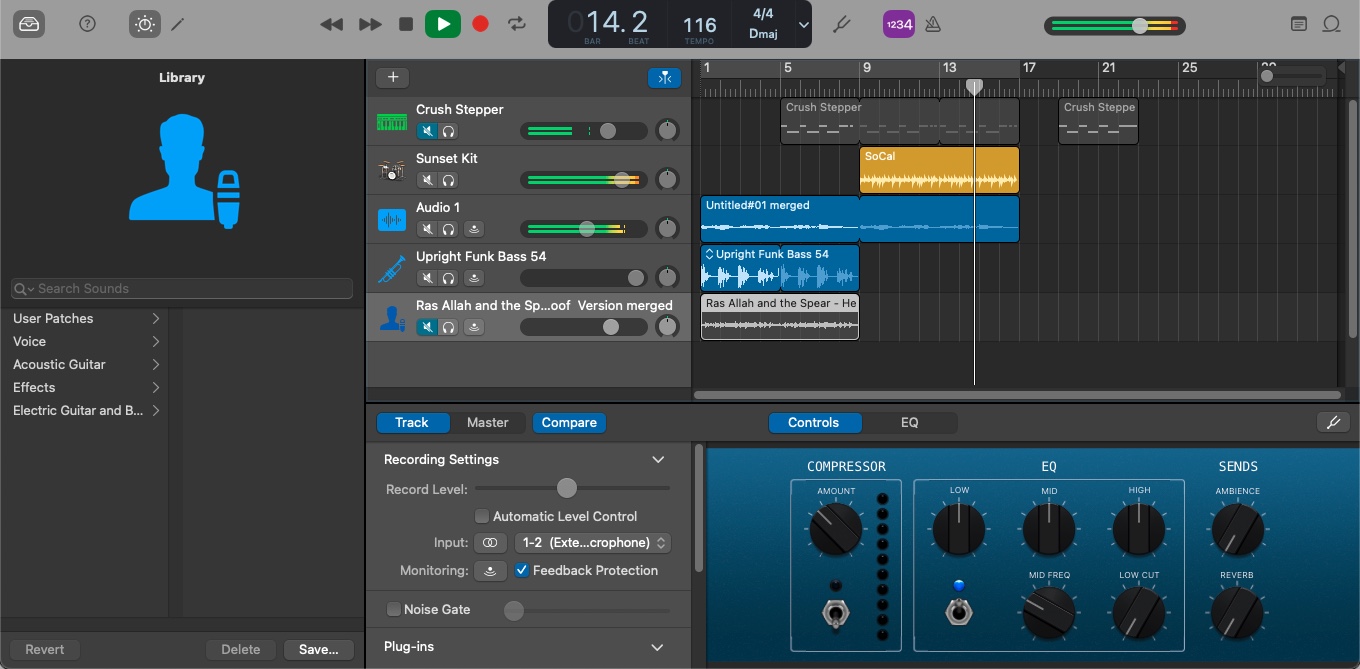 014.2
BAR
BEAT
116
TEMPO
4/4
Dmaj
1234
Library
Search Sounds
User Patches
Voice
Acoustic Guitar
Effects
Electric Guitar and B...
Revert
Delete
Save...
+
1 5 9 13 17 21 25
Crush Stepper
Sunset Kit
Audio 1
Upright Funk Bass 54
Ras Allah and the Sp...oof Version merged
Crush Stepper
Crush Steppe
SoCal
Untitled#01 merged
Upright Funk Bass 54
Ras Allah and the Spear - He
Track
Master
Compare
Controls
EQ
Recording Settings
Record Level:
Automatic Level Control
Input:
1-2 (Exte...crophone)
Monitoring:
Feedback Protection
Noise Gate
Plug-ins
COMPRESSOR
EQ
SENDS
AMOUNT
LOW
MID
HIGH
AMBIENCE
MID FREQ
LOW CUT
REVERB